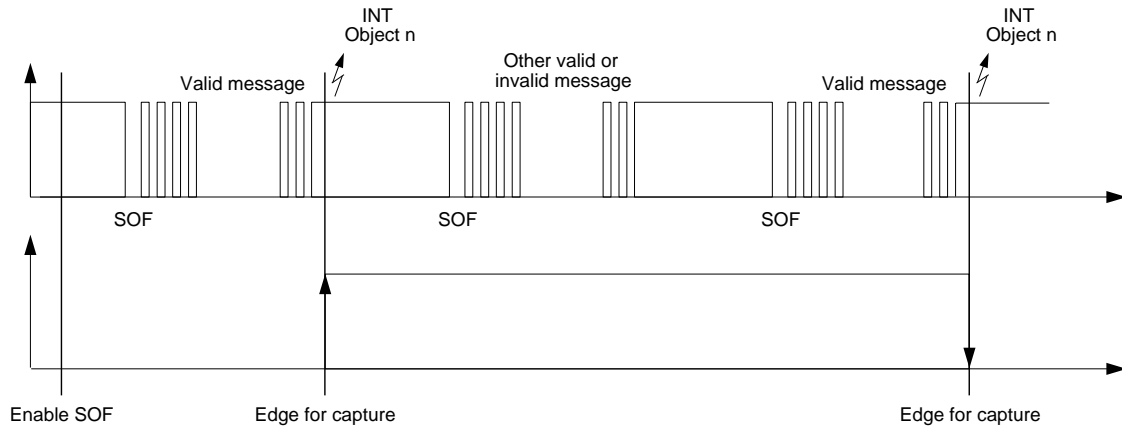 INT
Object n
INT
Object n
Valid message
Other valid or
invalid message
Valid message
SOF
SOF
SOF
Enable SOF
Edge for capture
Edge for capture